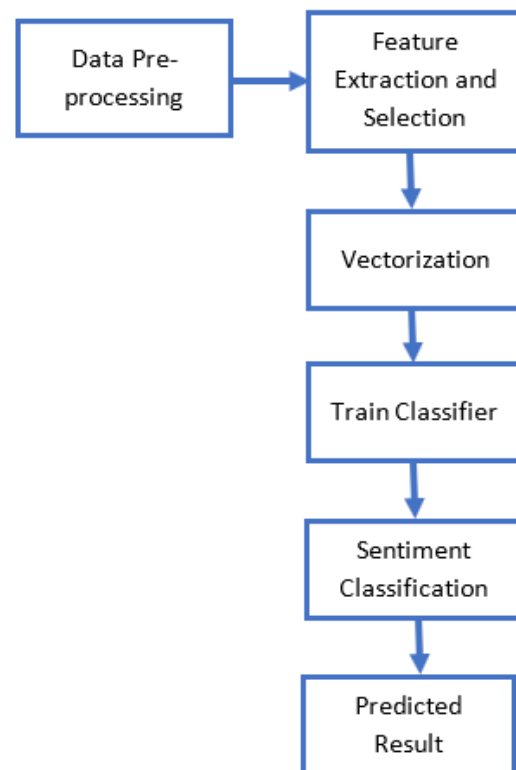 Data Pre-
processing
Feature
Extraction and
Selection
Vectorization
Train Classifier
Sentiment
Classification
Predicted
Result